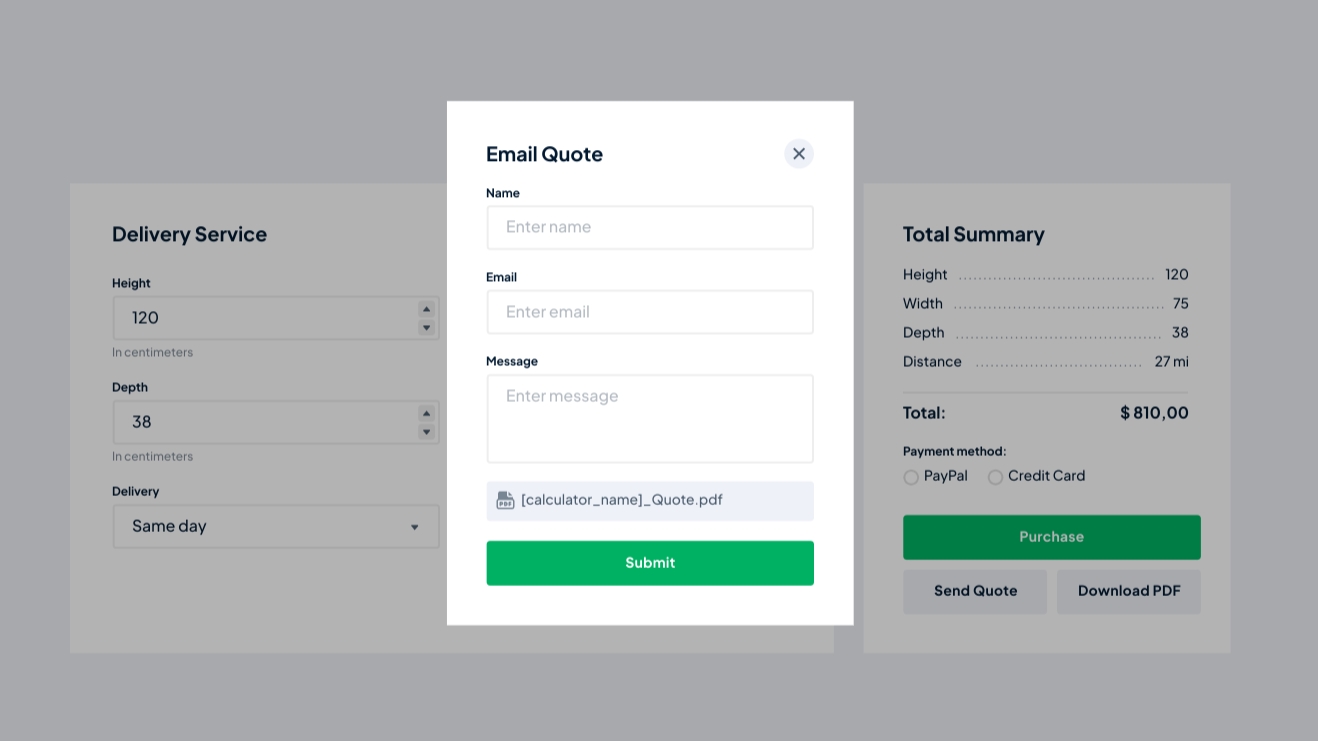 Email Quote
Name
Enter name
Email
Enter email
Message
Enter message
PDF
[calculator_name]_Quote.pdf
Submit
Delivery Service
Height
120
In centimeters
Depth
38
In centimeters
Delivery
Same day
Total Summary
Height 120
Width 75
Depth 38
Distance 27 mi
Total: $ 810,00
Payment method:
PayPal Credit Card
Purchase
Send Quote Download PDF